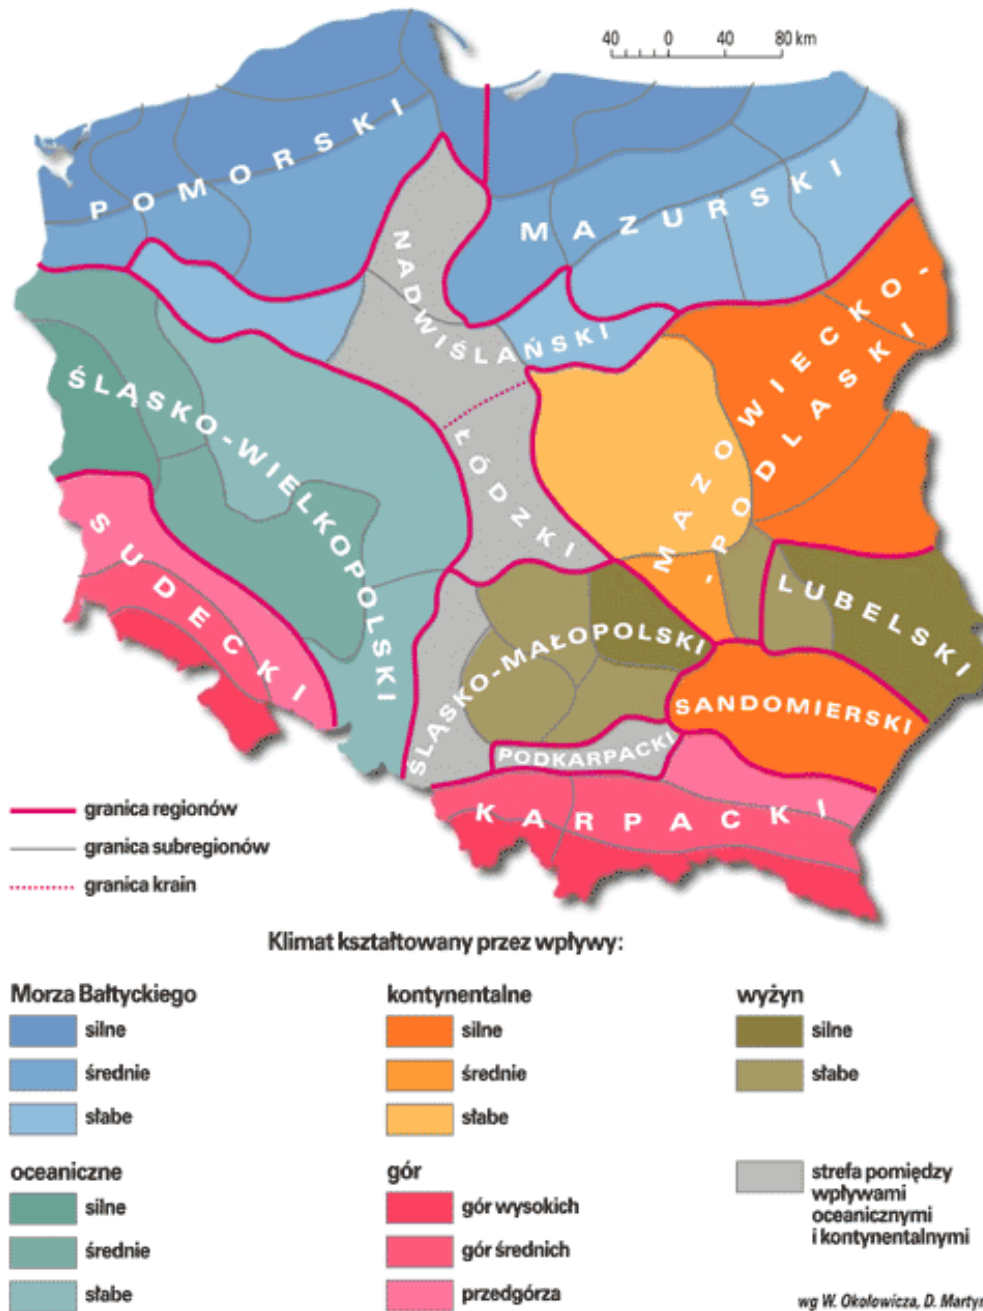 40 0 40 80 km
POMORSKI
MAZURSKI
NADWIŚLAŃSKI
MAZOWIECKO-
-PODLASKI
ŚLĄSKO-WIELKOPOLSKI
ŁÓDZKI
SUDECKI
LUBELSKI
ŚLĄSKO-MAŁOPOLSKI
SANDOMIERSKI
PODKARPACKI
KARPACKI
granica regionów
granica subregionów
granica krain
Klimat kształtowany przez wpływy:
Morza Bałtyckiego
silne
średnie
słabe
kontynentalne
silne
średnie
słabe
wyżyn
silne
słabe
oceaniczne
silne
średnie
słabe
gór
gór wysokich
gór średnich
przedgórza
strefa pomiędzy
wpływami
oceanicznymi
i kontynentalnymi
wg W. Okołowicza, D. Martyn